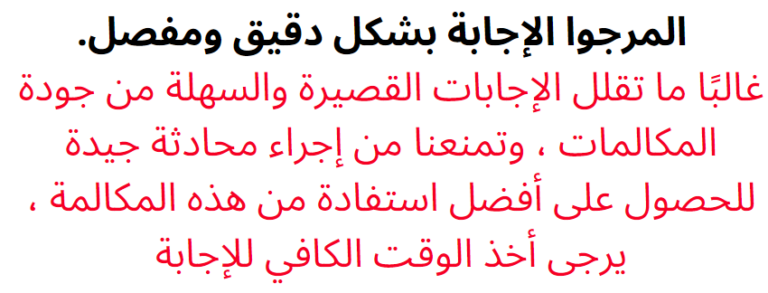 المرجوا الإجابة بشكل دقيق ومفصل.
غالبًا ما تقلل الإجابات القصيرة والسهلة من جودة
المكالمات ، وتمنعنا من إجراء محادثة جيدة
للحصول على أفضل استفادة من هذه المكالمة ،
يرجى أخذ الوقت الكافي للإجابة